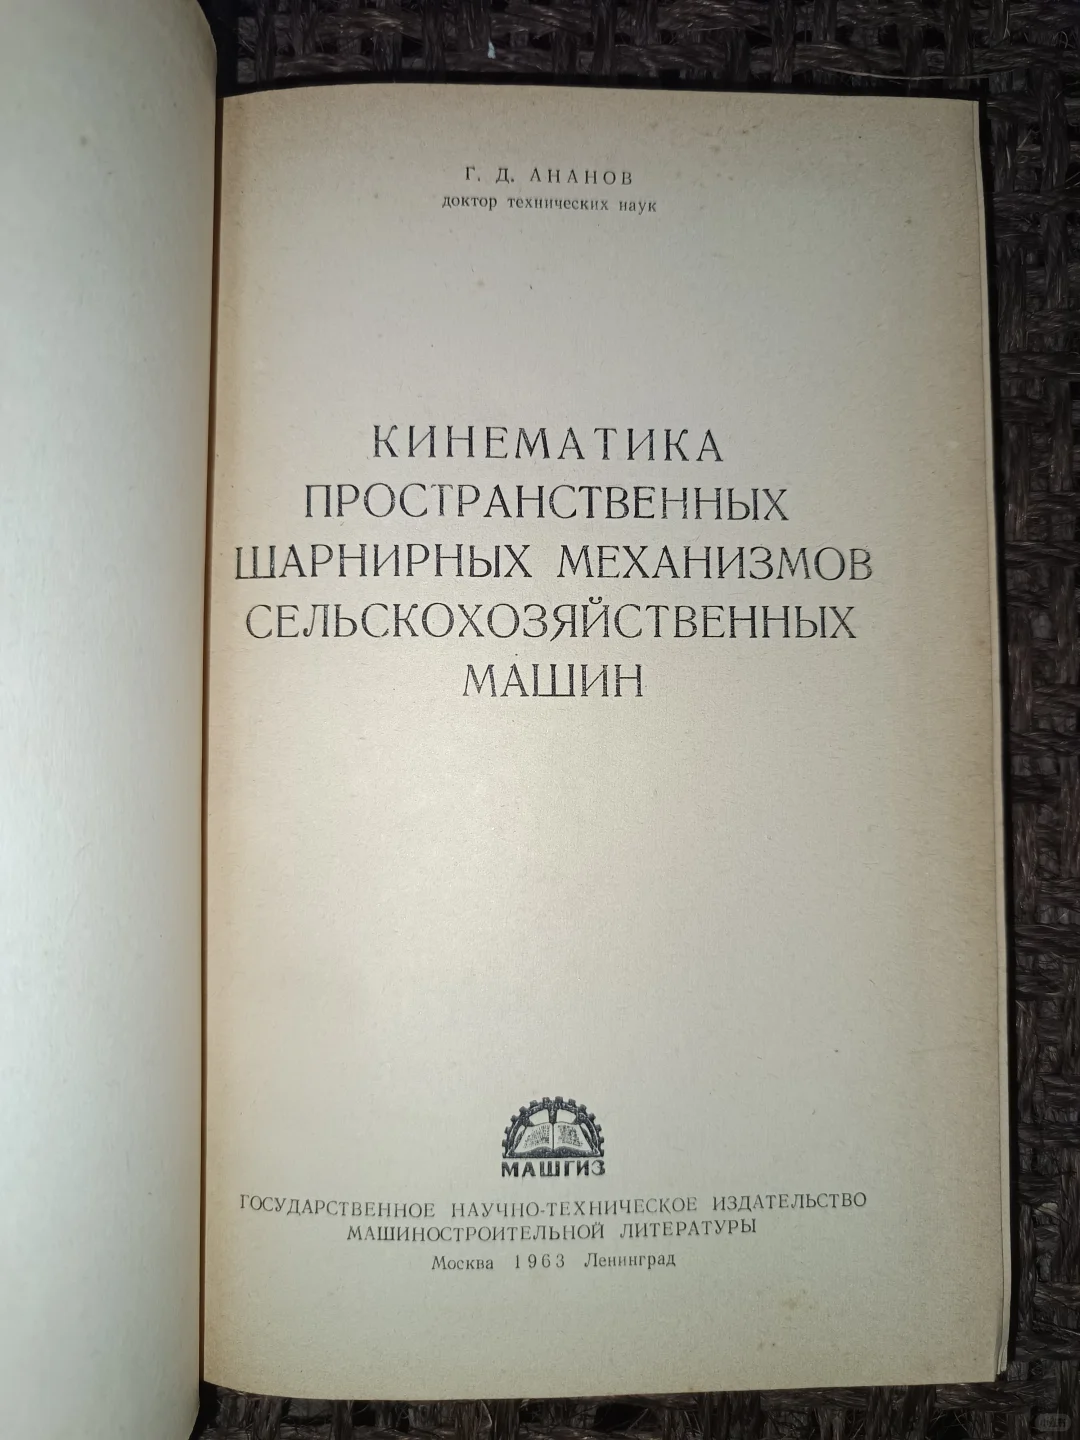 Г. Д. АНАНОВ
доктор технических наук
КИНЕМАТИКА
ПРОСТРАНСТВЕННЫХ
ШАРНИРНЫХ МЕХАНИЗМОВ
СЕЛЬСКОХОЗЯЙСТВЕННЫХ
МАШИН
МАШГИЗ
ГОСУДАРСТВЕННОЕ НАУЧНО-ТЕХНИЧЕСКОЕ ИЗДАТЕЛЬСТВО
МАШИНОСТРОИТЕЛЬНОЙ ЛИТЕРАТУРЫ
Москва 1963 Ленинград